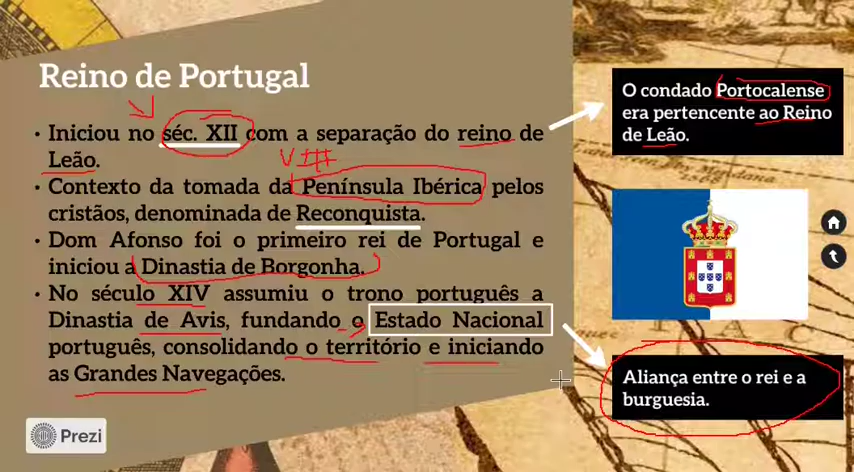 Reino de Portugal
• Iniciou no séc. XII com a separação do reino de
Leão.
• Contexto da tomada da Península Ibérica pelos
cristãos, denominada de Reconquista.
• Dom Afonso foi o primeiro rei de Portugal e
iniciou a Dinastia de Borgonha.
• No século XIV assumiu o trono português a
Dinastia de Avis, fundando o Estado Nacional
português, consolidando o território e iniciando
as Grandes Navegações.
O condado Portocalense
era pertencente ao Reino
de Leão.
Aliança entre o rei e a
burguesia.
Prezi